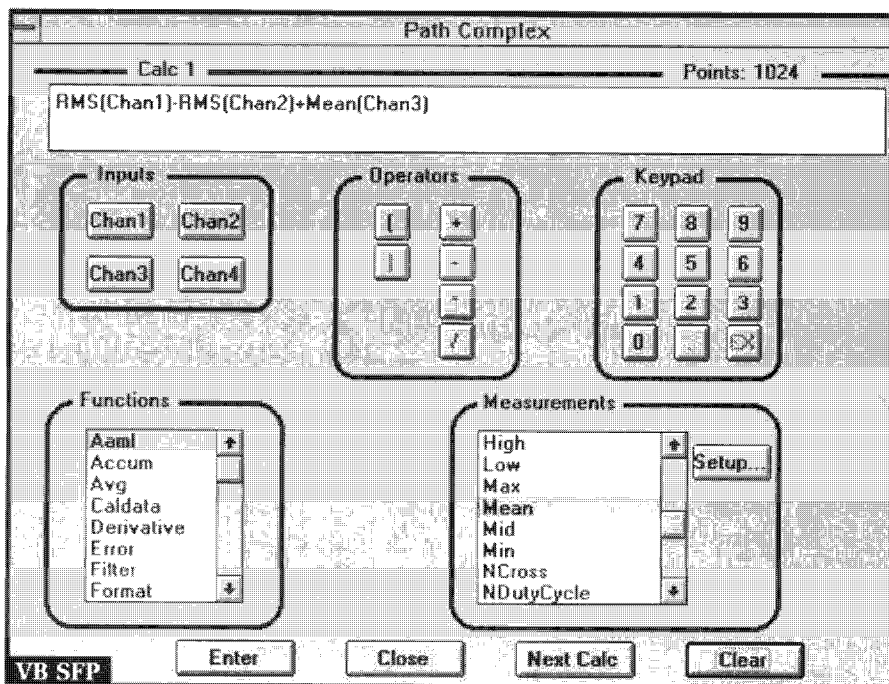 Path Complex
Calc 1 Points: 1024
RMS(Chan1)-RMS(Chan2)+Mean(Chan3)
Inputs
Chan1 Chan2
Chan3 Chan4
Operators
( +
) -
*
/
Keypad
7 8 9
4 5 6
1 2 3
0 .
Functions
Aaml
Accum
Avg
Caldata
Derivative
Error
Filter
Format
Measurements
High
Low
Max
Mean
Mid
Min
NCross
NDutyCycle
Setup...
Enter Close Next Calc Clear
VB SFP